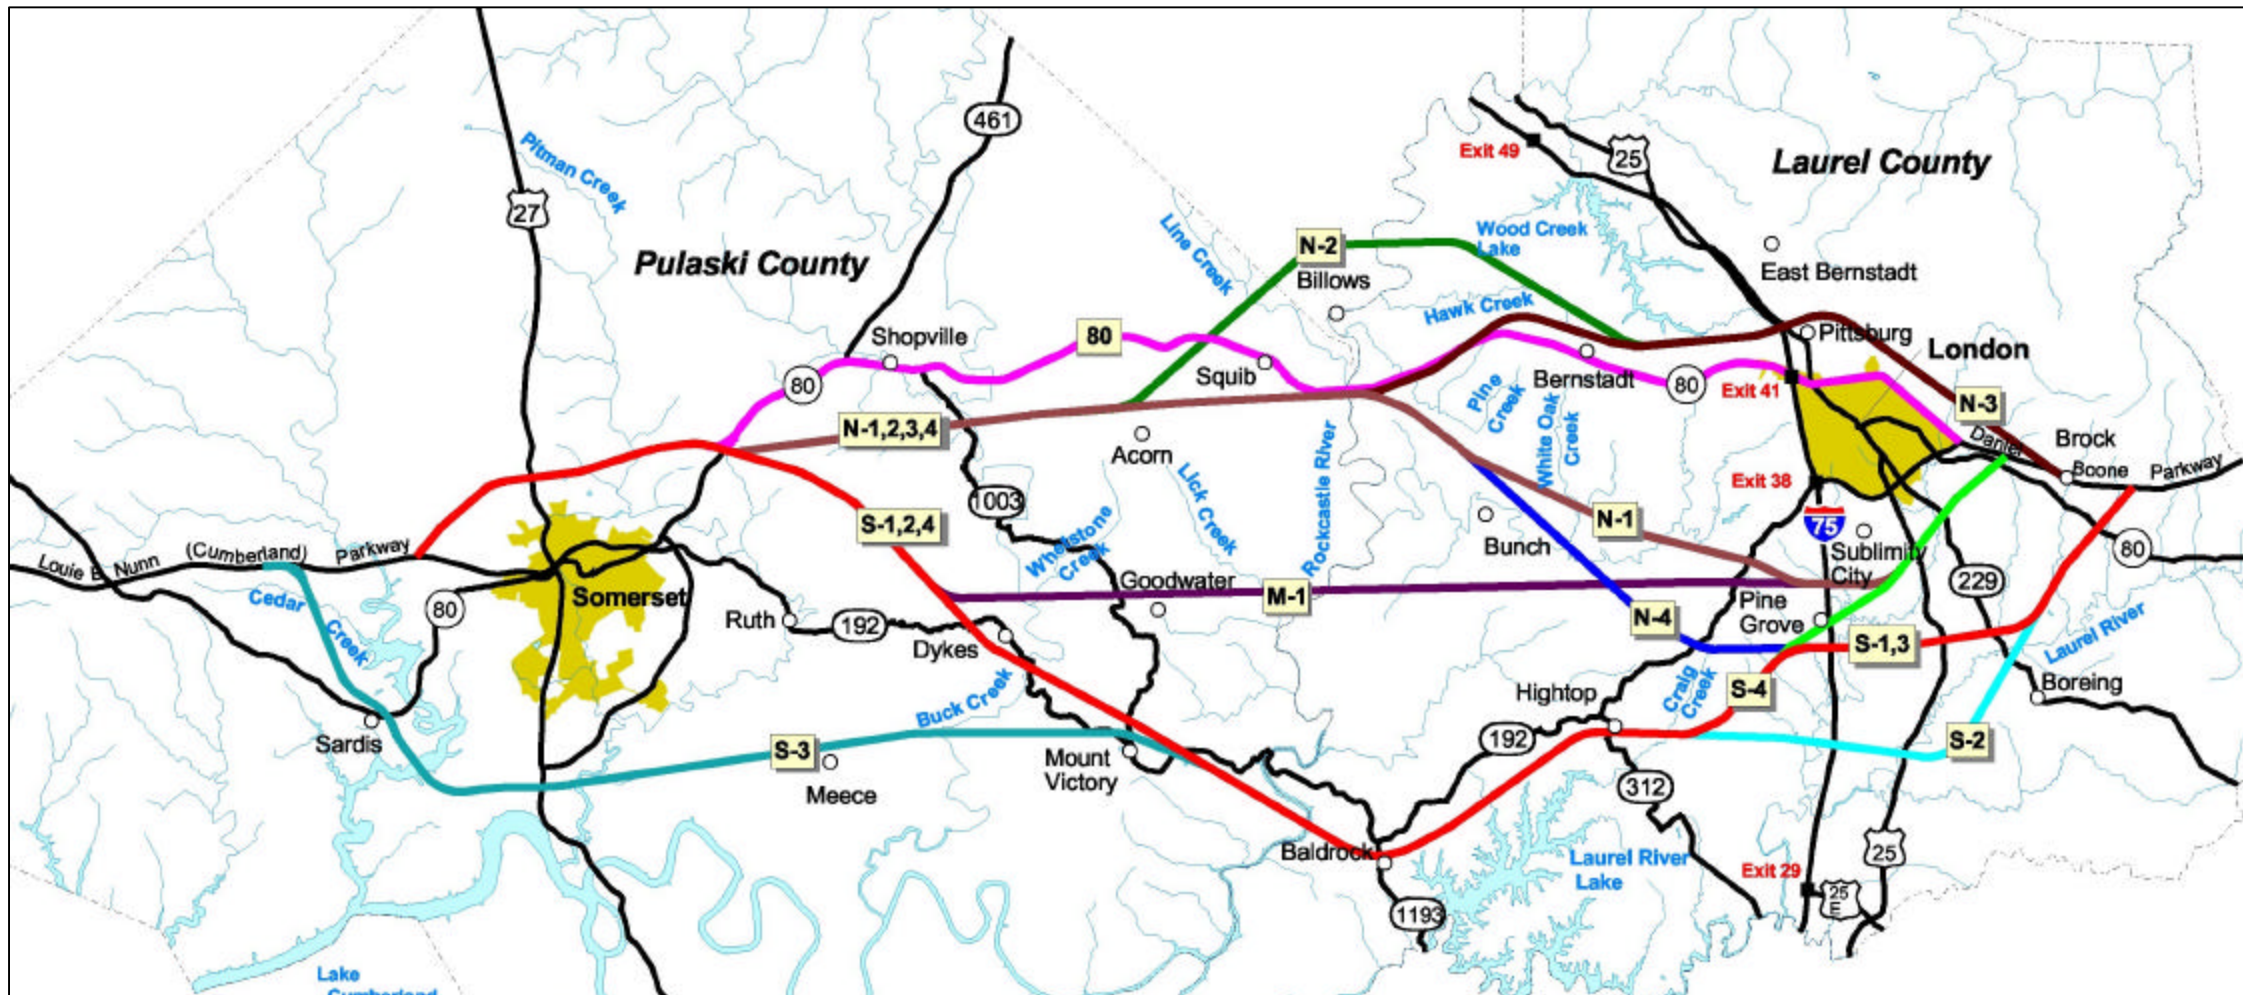 461
25
Exit 49
Laurel County
Pitman
Creek
27
Pulaski County
Line Creek
Wood Creek
Lake
N-2
Billows
East Bernstadt
Hawk Creek
Shopville
80
Pittsburg
London
80
Squib
Bernstadt
80
Exit 41
Pine
Creek
White Oak
Creek
N-3
N-1,2,3,4
Acorn
Daniel
Brock
Boone
Parkway
Lick Creek
Rockcastle River
Exit 38
1003
S-1,2,4
Whetstone
Creek
Bunch
N-1
75
Sublimity
City
80
Louie B. Nunn
(Cumberland)
Parkway
Cedar
Creek
80
Somerset
Goodwater
M-1
229
Ruth
192
Dykes
N-4
Pine
Grove
S-1,3
Laurel River
Buck Creek
Hightop
Craig
Creek
S-4
Boreing
Sardis
S-3
Meece
Mount
Victory
192
S-2
312
Baldrock
Laurel River
Lake
Exit 29
25
25
E
1193
Lake
Cumberland